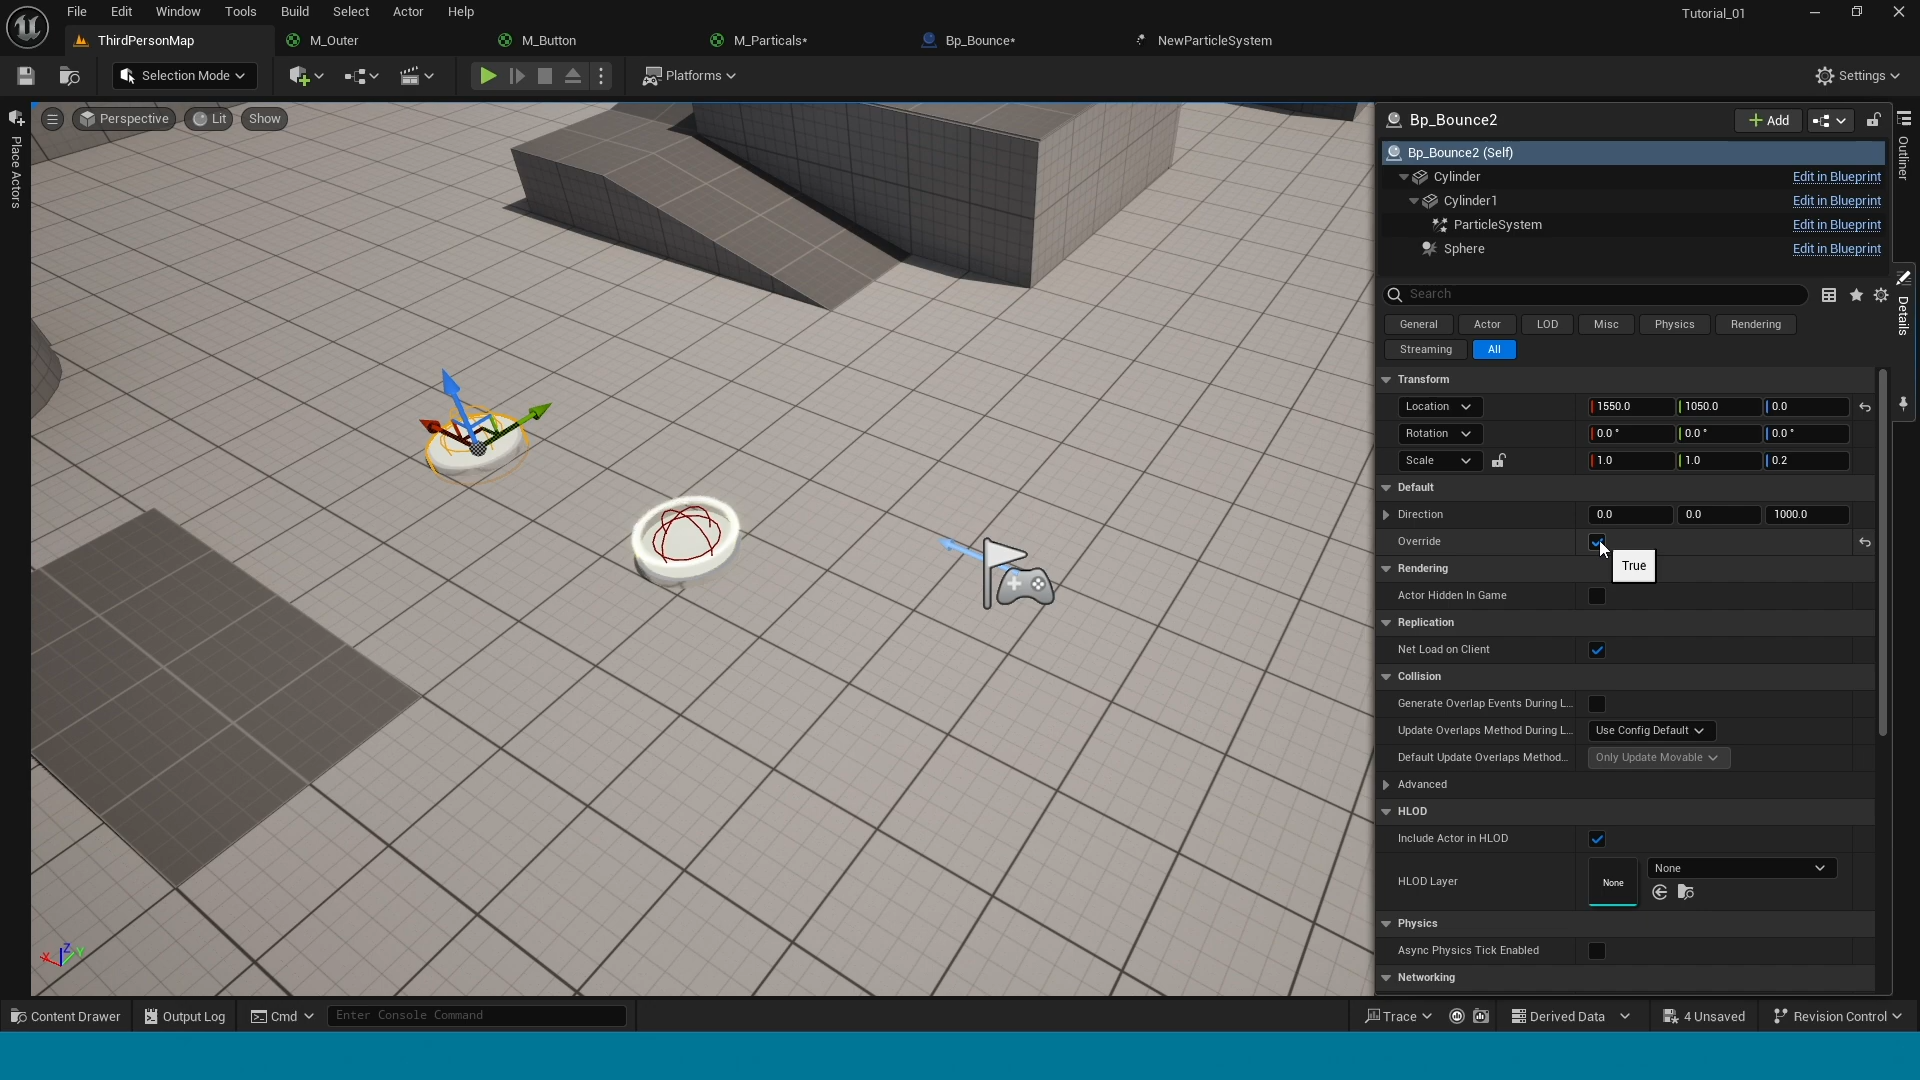 File Edit Window Tools Build Select Actor Help
Tutorial_01
ThirdPersonMap M_Outer M_Button M_Particals* Bp_Bounce* NewParticleSystem
Selection Mode Platforms Settings
Place Actors
Perspective Lit Show
Bp_Bounce2 Add
Bp_Bounce2 (Self)
Cylinder Edit in Blueprint
Cylinder1 Edit in Blueprint
ParticleSystem Edit in Blueprint
Sphere Edit in Blueprint
Outliner
Details
Search
General Actor LOD Misc Physics Rendering
Streaming All
Transform
Location 1550.0 1050.0 0.0
Rotation 0.0 ° 0.0 ° 0.0 °
Scale 1.0 1.0 0.2
Default
Direction 0.0 0.0 1000.0
Override
True
Rendering
Actor Hidden In Game
Replication
Net Load on Client
Collision
Generate Overlap Events During L...
Update Overlaps Method During L... Use Config Default
Default Update Overlaps Method... Only Update Movable
Advanced
HLOD
Include Actor in HLOD
HLOD Layer None None
Physics
Async Physics Tick Enabled
Networking
X Z Y
Content Drawer Output Log Cmd Enter Console Command Trace Derived Data 4 Unsaved Revision Control